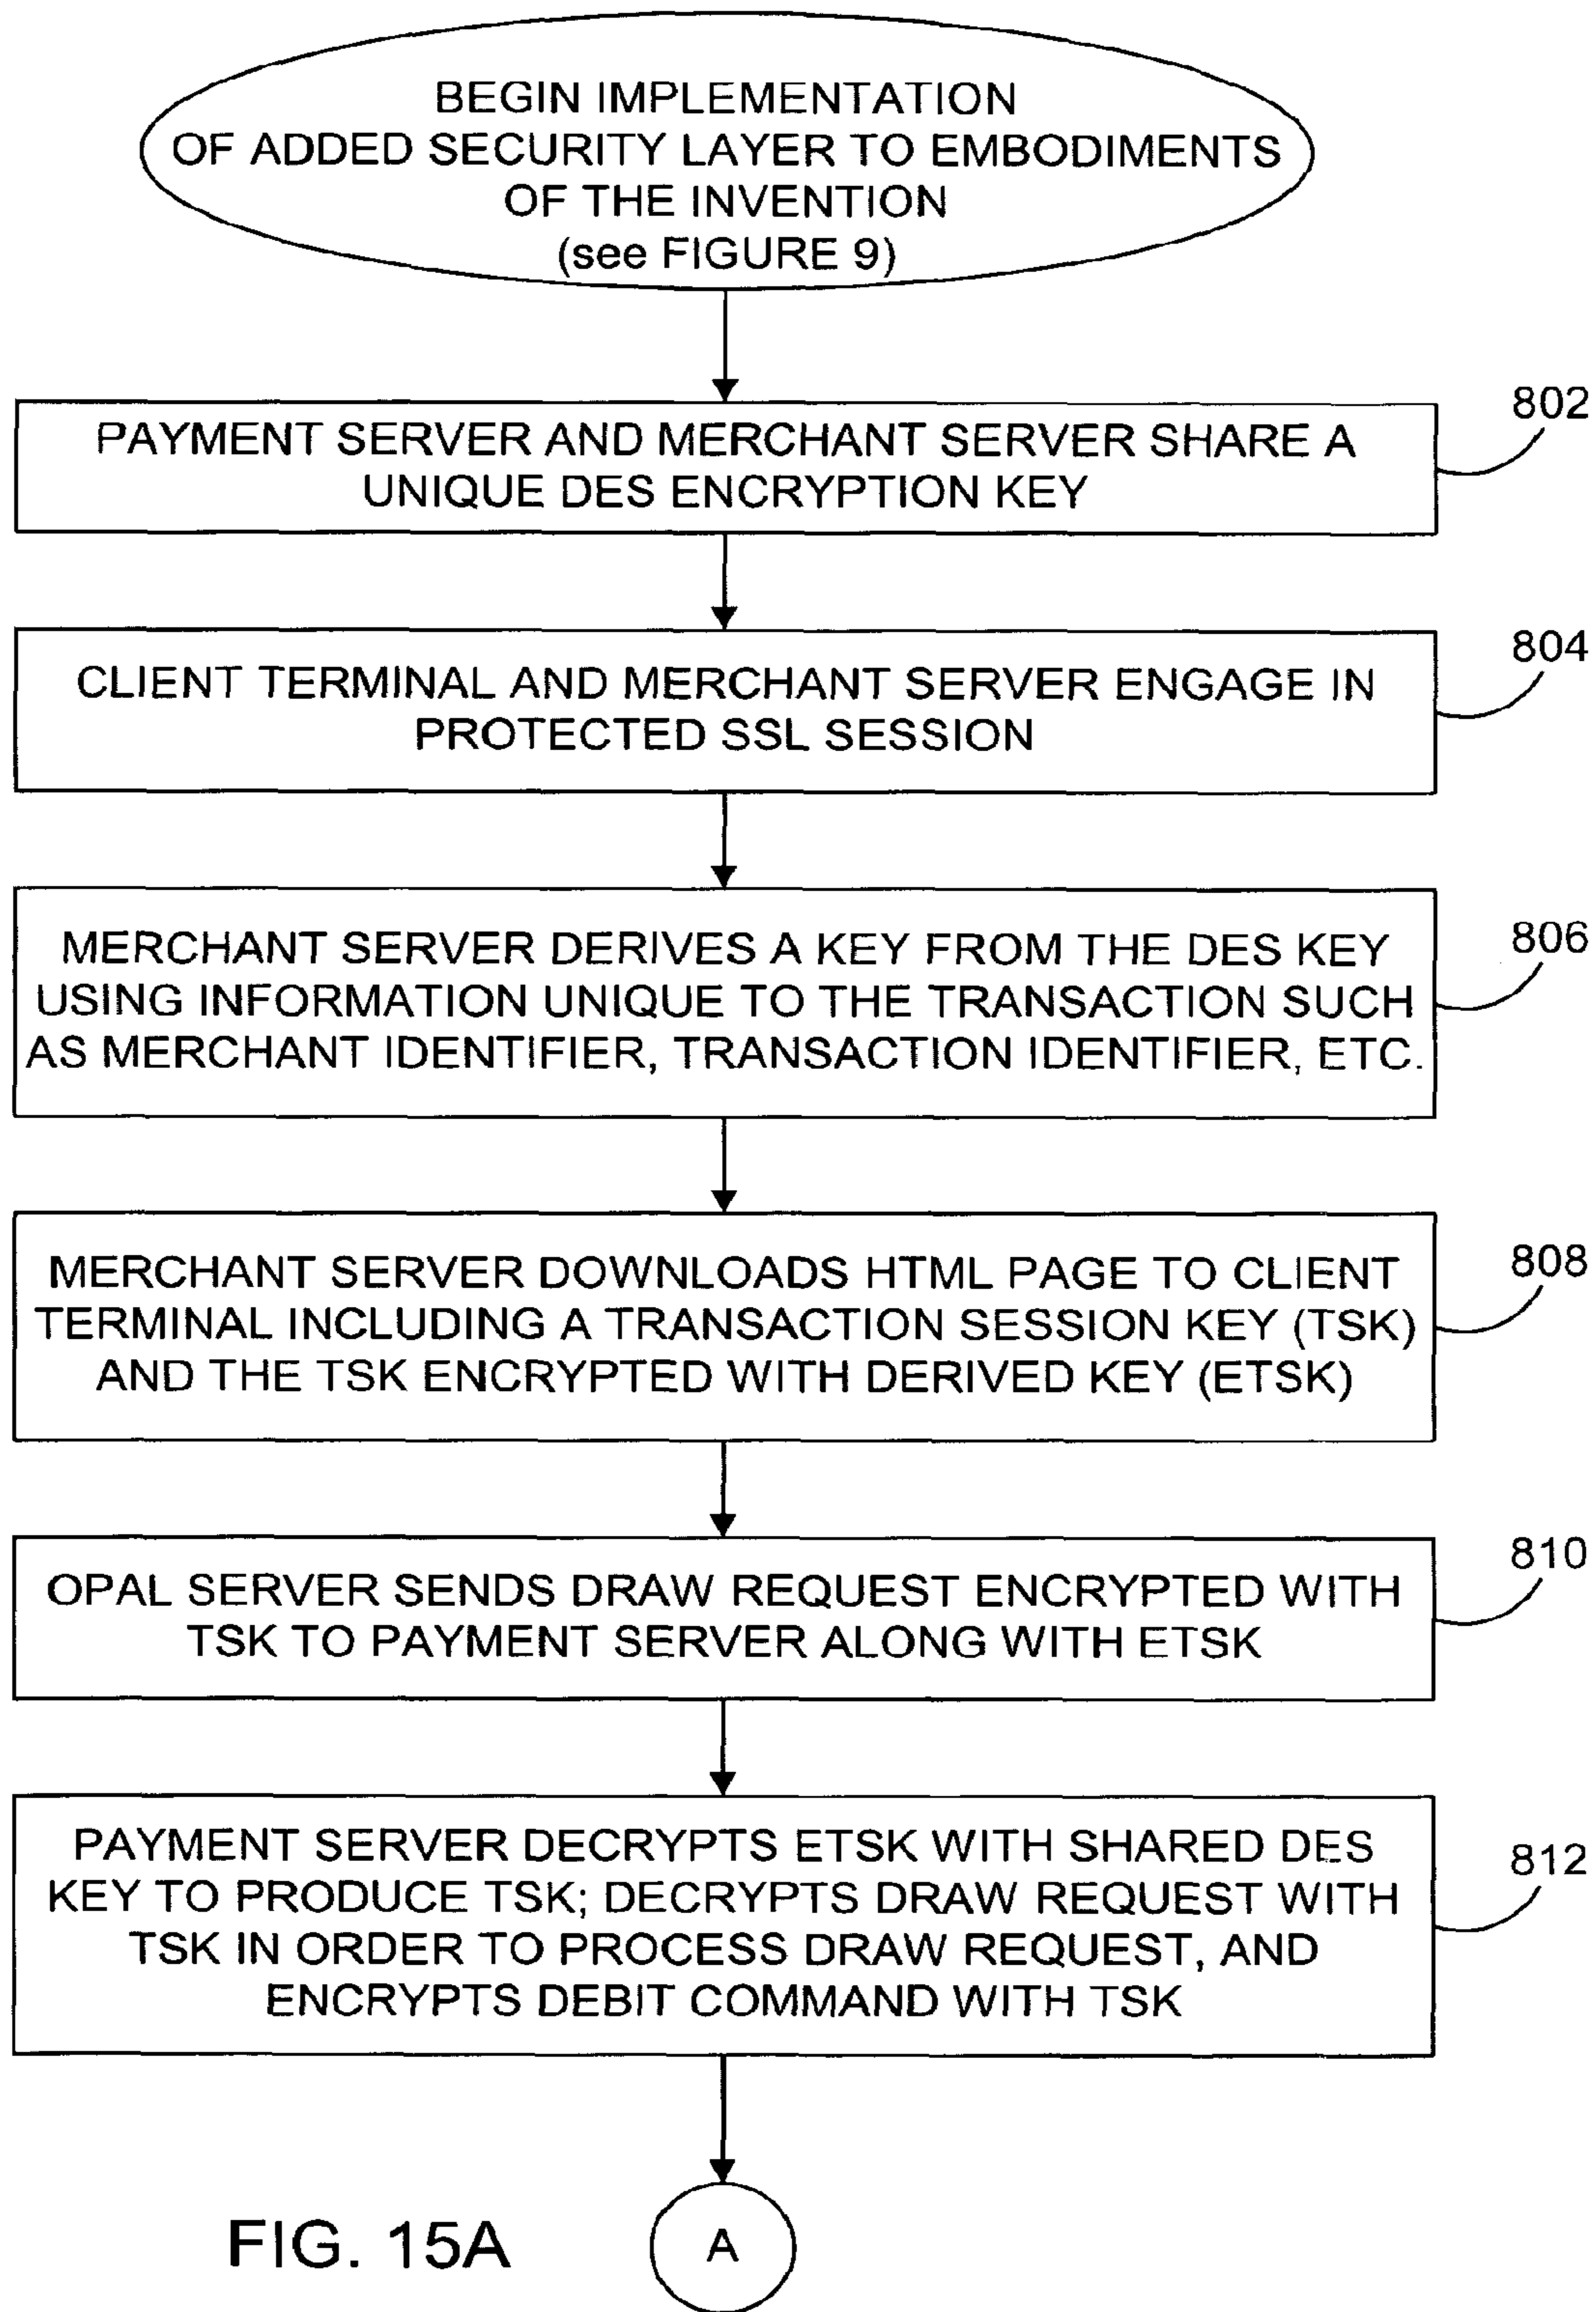 BEGIN IMPLEMENTATION
OF ADDED SECURITY LAYER TO EMBODIMENTS
OF THE INVENTION
(see FIGURE 9)
802
PAYMENT SERVER AND MERCHANT SERVER SHARE A
UNIQUE DES ENCRYPTION KEY
804
CLIENT TERMINAL AND MERCHANT SERVER ENGAGE IN
PROTECTED SSL SESSION
806
MERCHANT SERVER DERIVES A KEY FROM THE DES KEY
USING INFORMATION UNIQUE TO THE TRANSACTION SUCH
AS MERCHANT IDENTIFIER, TRANSACTION IDENTIFIER, ETC.
808
MERCHANT SERVER DOWNLOADS HTML PAGE TO CLIENT
TERMINAL INCLUDING A TRANSACTION SESSION KEY (TSK)
AND THE TSK ENCRYPTED WITH DERIVED KEY (ETSK)
810
OPAL SERVER SENDS DRAW REQUEST ENCRYPTED WITH
TSK TO PAYMENT SERVER ALONG WITH ETSK
812
PAYMENT SERVER DECRYPTS ETSK WITH SHARED DES
KEY TO PRODUCE TSK; DECRYPTS DRAW REQUEST WITH
TSK IN ORDER TO PROCESS DRAW REQUEST, AND
ENCRYPTS DEBIT COMMAND WITH TSK
FIG. 15A
A